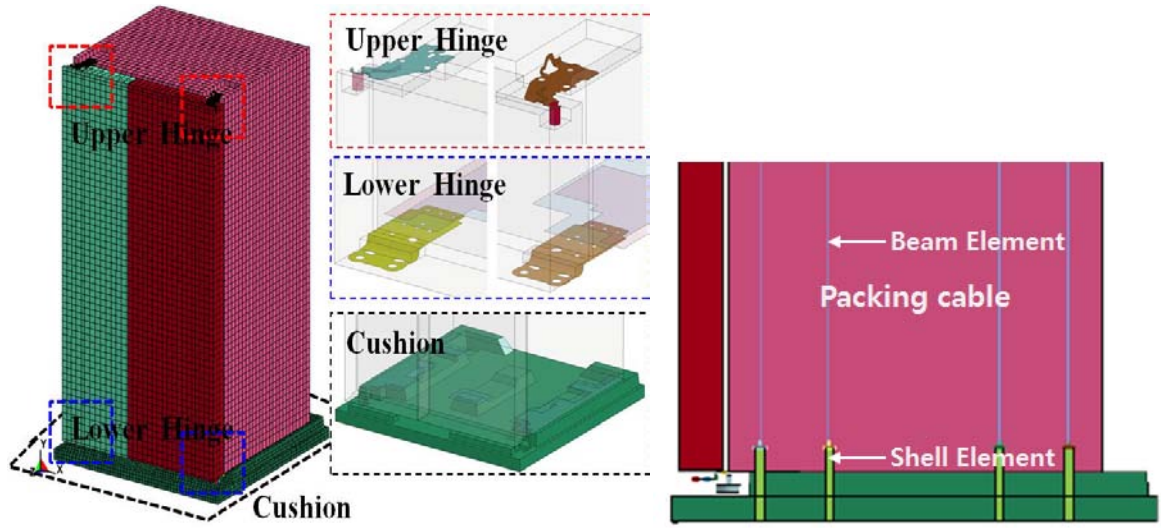 Upper Hinge
Lower Hinge
Cushion
Y
X
Upper Hinge
Lower Hinge
Cushion
Beam Element
Packing cable
Shell Element